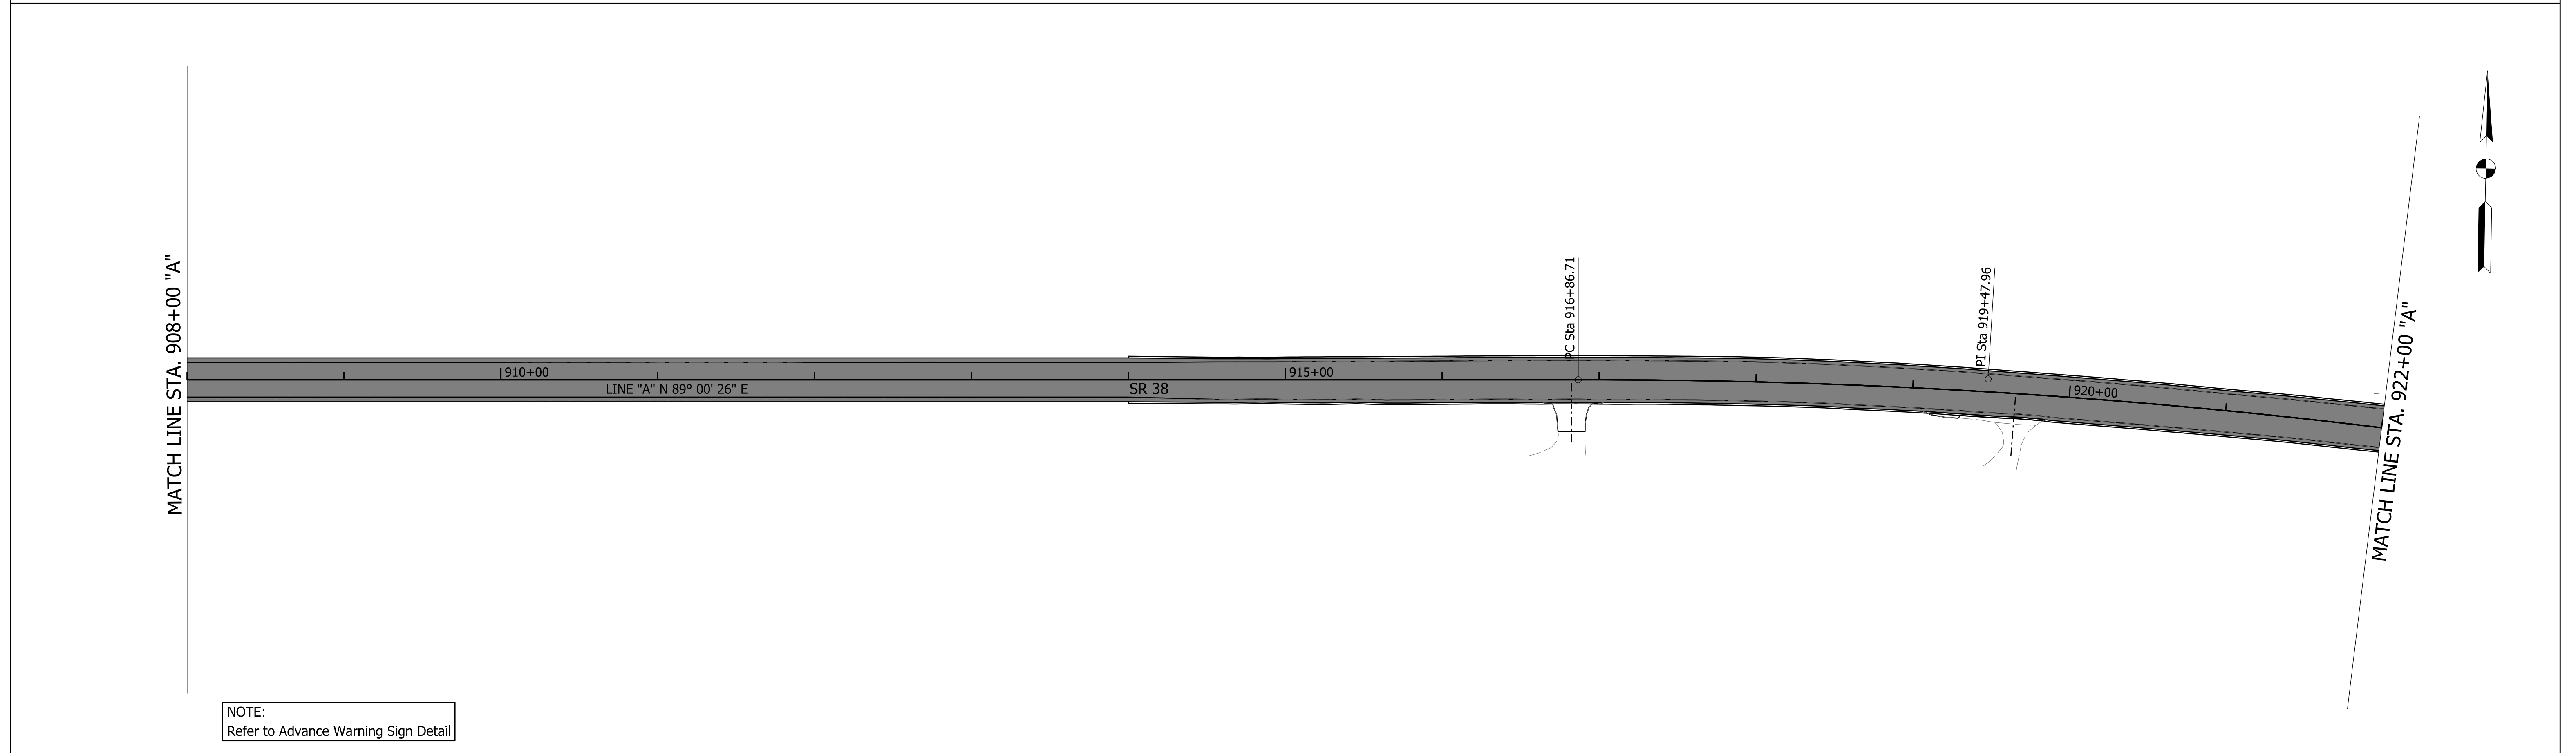 MATCH LINE STA. 908+00 "A"
910+00
LINE "A" N 89° 00' 26" E
SR 38
915+00
PC Sta 916+86.71
PI Sta 919+47.96
920+00
MATCH LINE STA. 922+00 "A"
NOTE:
Refer to Advance Warning Sign Detail